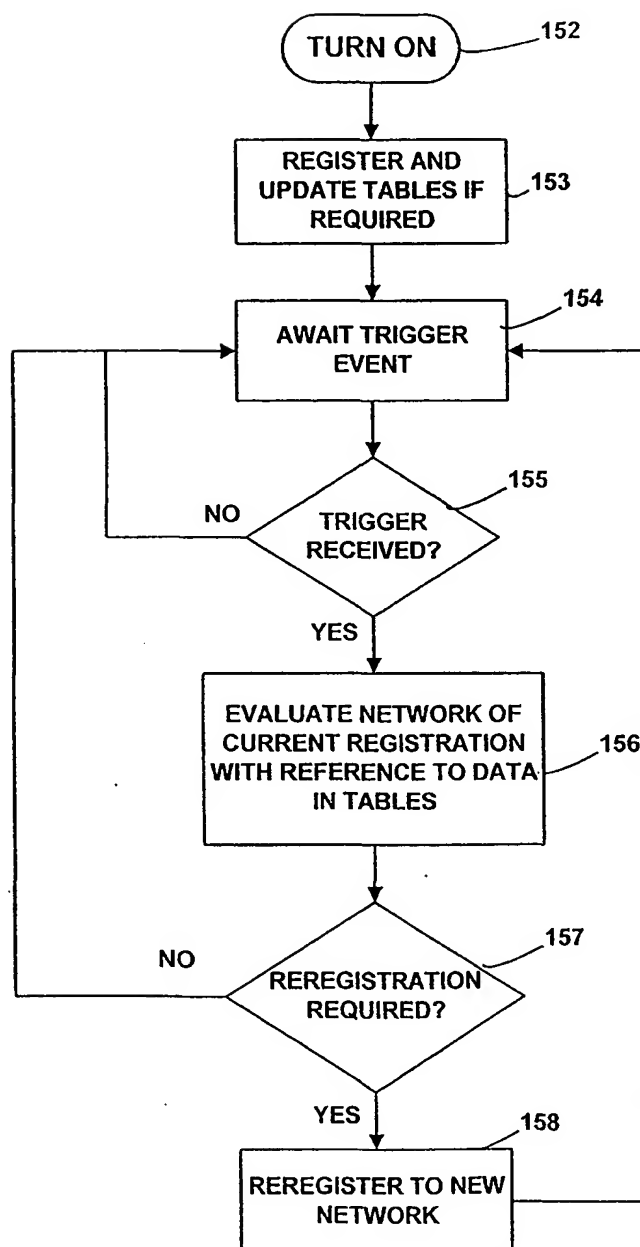 TURN ON
152
REGISTER AND
UPDATE TABLES IF
REQUIRED
153
154
AWAIT TRIGGER
EVENT
155
NO
TRIGGER
RECEIVED?
YES
EVALUATE NETWORK OF
CURRENT REGISTRATION
WITH REFERENCE TO DATA
IN TABLES
156
157
NO
REREGISTRATION
REQUIRED?
YES
158
REREGISTER TO NEW
NETWORK